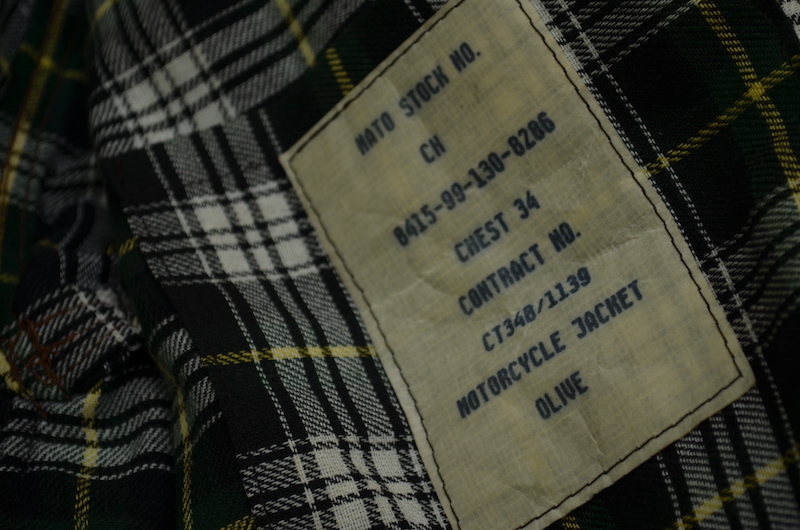 NATO STOCK NO.
CH
8415-99-130-8286
CHEST 34
CONTRACT NO.
CT348/1139
MOTORCYCLE JACKET
OLIVE